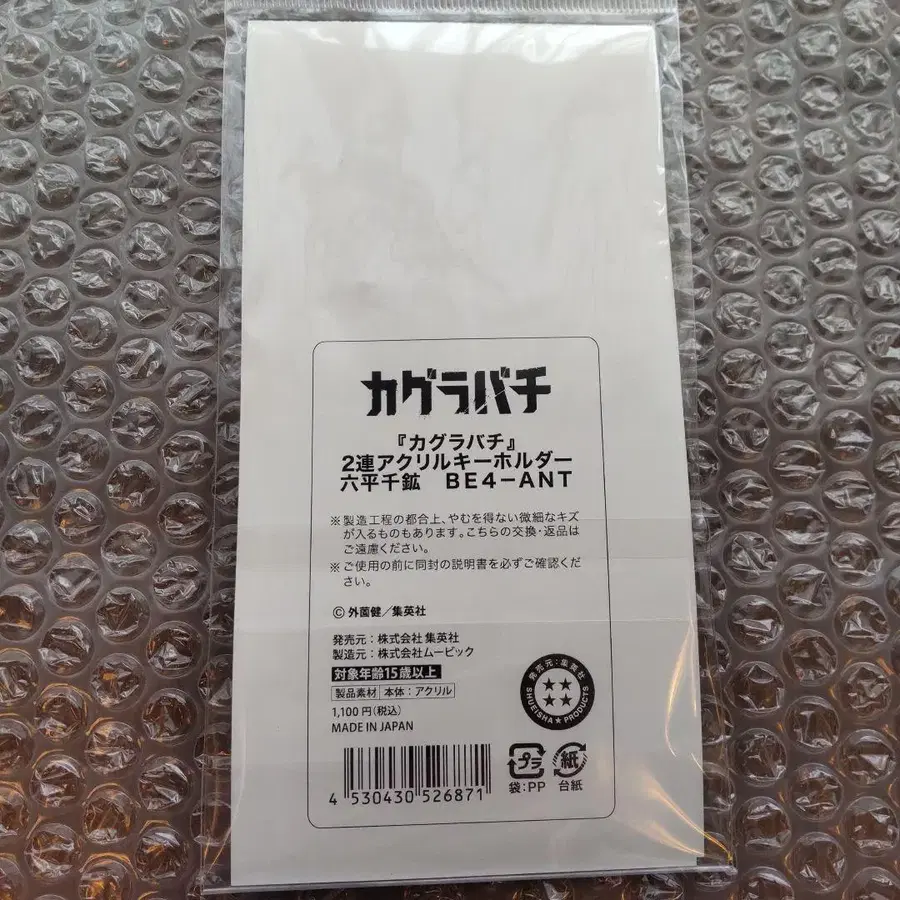 カグラバチ
『カグラバチ』
2連アクリルキーホルダー
六平千鉱　BE4-ANT
※製造工程の都合上、やむを得ない微細なキズ
が入るものもあります。こちらの交換・返品は
ご遠慮ください。
※ご使用の前に同封の説明書を必ずご確認くだ
さい。
© 外薗健／集英社
発売元：株式会社 集英社
製造元：株式会社ムービック
対象年齢15歳以上
製品素材 本体：アクリル
1,100円(税込)
MADE IN JAPAN
発売元：集英社
SHUEISHA★PRODUCTS
4 530430 526871
プラ 紙
袋：PP 台紙